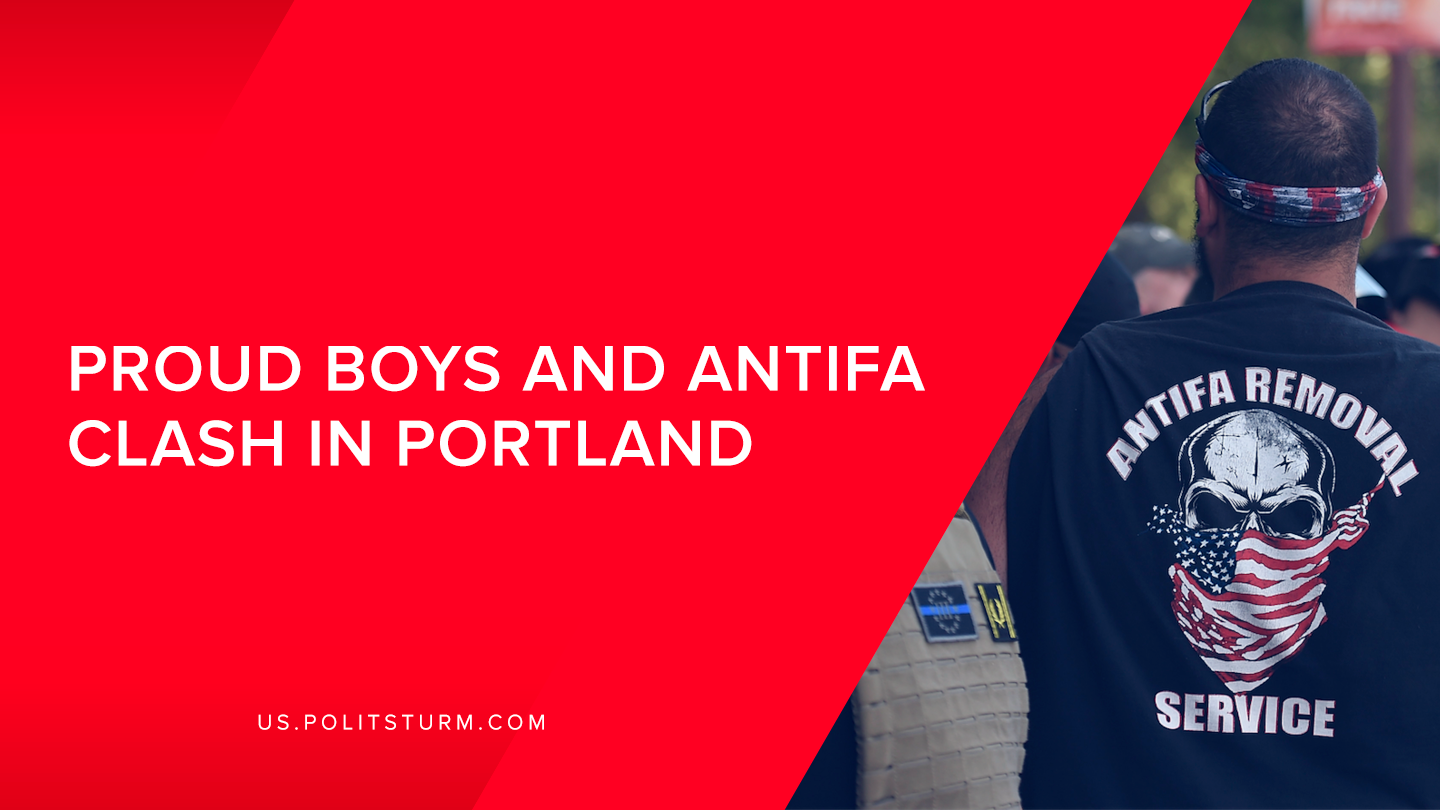 PROUD BOYS AND ANTIFA
CLASH IN PORTLAND
US.POLITSTURM.COM
ANTIFA REMOVAL
SERVICE